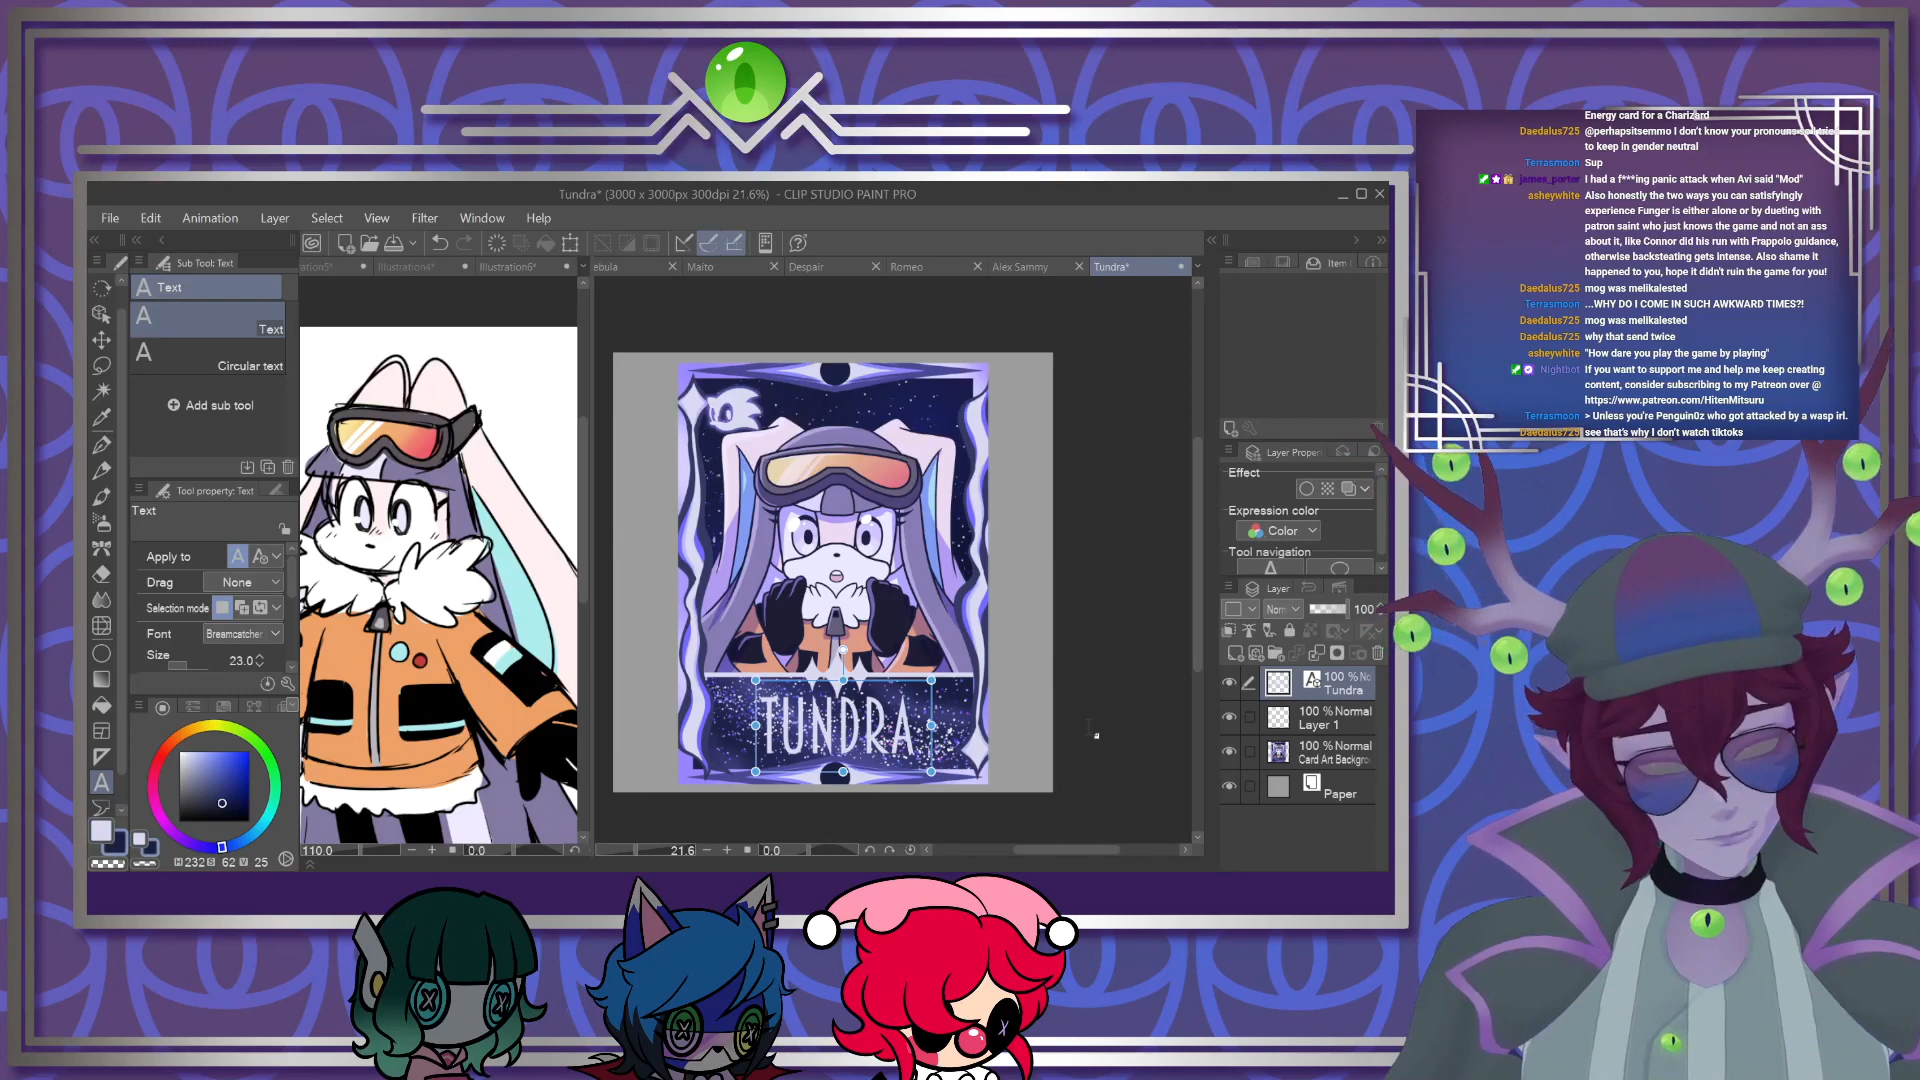 Tundra* (3000 x 3000px 300dpi 21.6%) - CLIP STUDIO PAINT PRO
File Edit Animation Layer Select View Filter Window Help
Sub Tool: Text
Text
Text
Circular text
Add sub tool
Tool property: Text
Text
Apply to
Drag None
Selection mode
Font Breamcatcher
Size 23.0
H 232 S 62 V 25
Illustration4* Illustration6*
110.0 0.0
ebula Maito Despair Romeo Alex Sammy Tundra*
TUNDRA
21.6 0.0
Item
Layer Proper
Effect
Expression color
Color
Tool navigation
Layer
Norm 100
100 % No
Tundra
100 % Normal
Layer 1
100 % Normal
Card Art Backgro
Paper
Energy card for a Charizard
Daedalus725 @perhapsitsemmo I don't know your pronouns so I tried
to keep in gender neutral
Terrasmoon Sup
james_porter I had a f***ing panic attack when Avi said "Mod"
asheywhite Also honestly the two ways you can satisfyingly
experience Funger is either alone or by dueting with
patron saint who just knows the game and not an ass
about it, like Connor did his run with Frappolo guidance,
otherwise backseating gets intense. Also shame it
happened to you, hope it didn't ruin the game for you!
Daedalus725 mog was melikalested
Terrasmoon ...WHY DO I COME IN SUCH AWKWARD TIMES?!
Daedalus725 mog was melikalested
Daedalus725 why that send twice
asheywhite "How dare you play the game by playing"
Nightbot If you want to support me and help me keep creating
content, consider subscribing to my Patreon over @
https://www.patreon.com/HitenMitsuru
Terrasmoon > Unless you're Penguin0z who got attacked by a wasp irl.
Daedalus725 see that's why I don't watch tiktoks